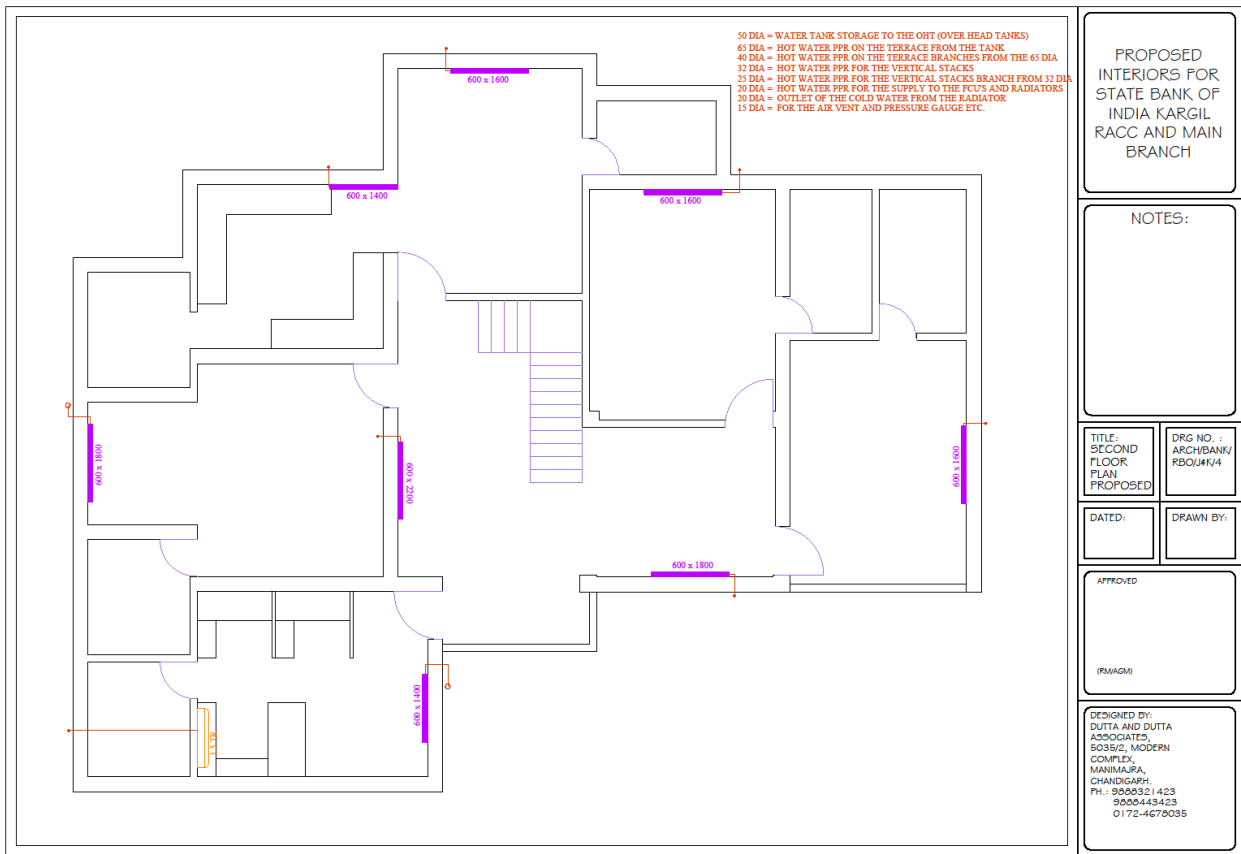 50 DIA = WATER TANK STORAGE TO THE OHT (OVER HEAD TANKS)
65 DIA = HOT WATER PPR ON THE TERRACE FROM THE TANK
40 DIA = HOT WATER PPR ON THE TERRACE BRANCHES FROM THE 65 DIA
32 DIA = HOT WATER PPR FOR THE VERTICAL STACKS
25 DIA = HOT WATER PPR FOR THE VERTICAL STACKS BRANCH FROM 32 DIA
20 DIA = HOT WATER PPR FOR THE SUPPLY TO THE FCU'S AND RADIATORS
20 DIA = OUTLET OF THE COLD WATER FROM THE RADIATOR
15 DIA = FOR THE AIR VENT AND PRESSURE GAUGE ETC.
600 x 1600
600 x 1400
600 x 1600
600 x 1800
600 x 2200
600 x 1600
600 x 1800
600 x 1400
1.5 TR
PROPOSED
INTERIORS FOR
STATE BANK OF
INDIA KARGIL
RACC AND MAIN
BRANCH
NOTES:
TITLE:
SECOND
FLOOR
PLAN
PROPOSED
DRG NO. :
ARCH/BANK/
RBO/J&K/4
DATED:
DRAWN BY:
APPROVED
(RM/AGM)
DESIGNED BY:
DUTTA AND DUTTA
ASSOCIATES,
5035/2, MODERN
COMPLEX,
MANIMAJRA,
CHANDIGARH.
PH.: 9888321423
9888443423
0172-4678035